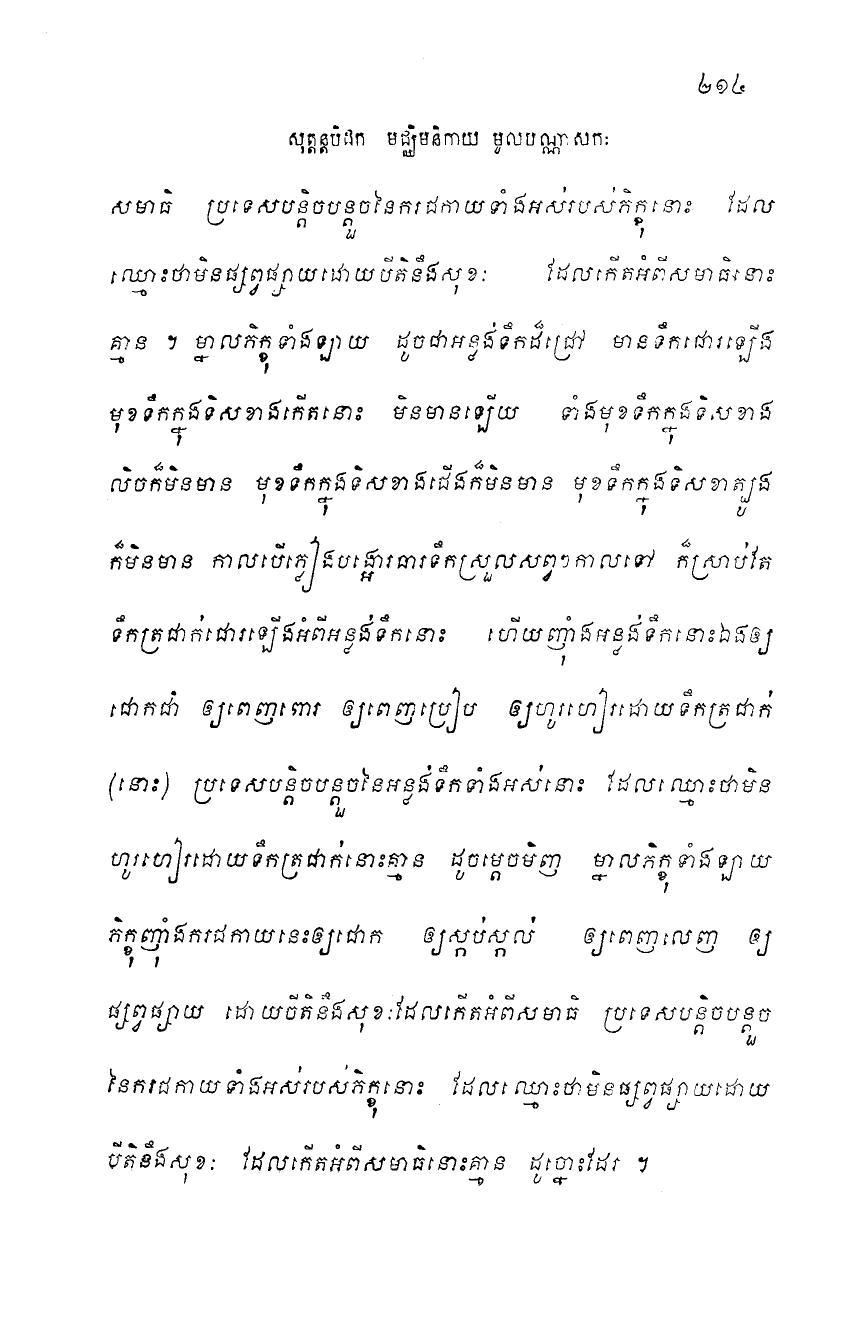 ២១៤
សុត្តន្តបិដក មជ្ឈិមនិកាយ មូលបណ្ណាសកៈ
សមាធិ ប្រទេសបន្តិចបន្តួចនៃករជកាយទាំងអស់របស់ភិក្ខុនោះ ដែល
ឈ្មោះថាមិនផ្សព្វផ្សាយដោយបីតិនឹងសុខៈ ដែលកើតអំពីសមាធិនោះ
គ្មាន ។ ម្នាលភិក្ខុទាំងឡាយ ដូចជាអន្លង់ទឹកដ៏ជ្រៅ មានទឹកជោរឡើង
មុខទឹកក្នុងទិសខាងកើតនោះ មិនមានឡើយ ទាំងមុខទឹកក្នុងទិសខាង
លិចក៏មិនមាន មុខទឹកក្នុងទិសខាងជើងក៏មិនមាន មុខទឹកក្នុងទិសខាត្បូង
ក៏មិនមាន កាលបើភ្លៀងបង្អោរធារទឹកស្រួលសព្វៗកាលទៅ ក៏ស្រាប់តែ
ទឹកត្រជាក់ជោរឡើងអំពីអន្លង់ទឹកនោះ ហើយញ៉ាំងអន្លង់ទឹកនោះឯងឲ្យ
ជោកជាំ ឲ្យពេញពោរ ឲ្យពេញប្រៀប ឲ្យហូរហៀរដោយទឹកត្រជាក់
(នោះ) ប្រទេសបន្តិចបន្តួចនៃអន្លង់ទឹកទាំងអស់នោះ ដែលឈ្មោះថាមិន
ហូរហៀរដោយទឹកត្រជាក់នោះគ្មាន ដូចម្តេចមិញ ម្នាលភិក្ខុទាំងឡាយ
ភិក្ខុញ៉ាំងករជកាយនេះឲ្យជោក ឲ្យស្កប់ស្កល់ ឲ្យពេញលេញ ឲ្យ
ផ្សព្វផ្សាយ ដោយបីតិនឹងសុខៈដែលកើតអំពីសមាធិ ប្រទេសបន្តិចបន្តួច
នៃករជកាយទាំងអស់របស់ភិក្ខុនោះ ដែលឈ្មោះថាមិនផ្សព្វផ្សាយដោយ
បីតិនឹងសុខៈ ដែលកើតអំពីសមាធិនោះគ្មាន ដូច្នោះដែរ ។